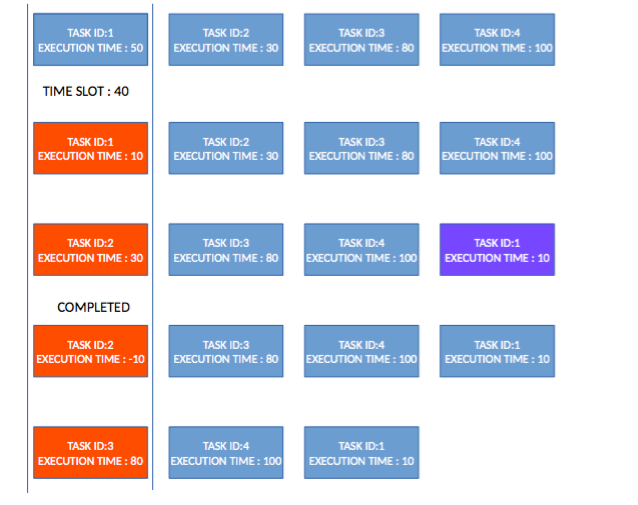 TASK ID:1
EXECUTION TIME : 50
TASK ID:2
EXECUTION TIME : 30
TASK ID:3
EXECUTION TIME : 80
TASK ID:4
EXECUTION TIME : 100
TIME SLOT : 40
TASK ID:1
EXECUTION TIME : 10
TASK ID:2
EXECUTION TIME : 30
TASK ID:3
EXECUTION TIME : 80
TASK ID:4
EXECUTION TIME : 100
TASK ID:2
EXECUTION TIME : 30
TASK ID:3
EXECUTION TIME : 80
TASK ID:4
EXECUTION TIME : 100
TASK ID:1
EXECUTION TIME : 10
COMPLETED
TASK ID:2
EXECUTION TIME : -10
TASK ID:3
EXECUTION TIME : 80
TASK ID:4
EXECUTION TIME : 100
TASK ID:1
EXECUTION TIME : 10
TASK ID:3
EXECUTION TIME : 80
TASK ID:4
EXECUTION TIME : 100
TASK ID:1
EXECUTION TIME : 10